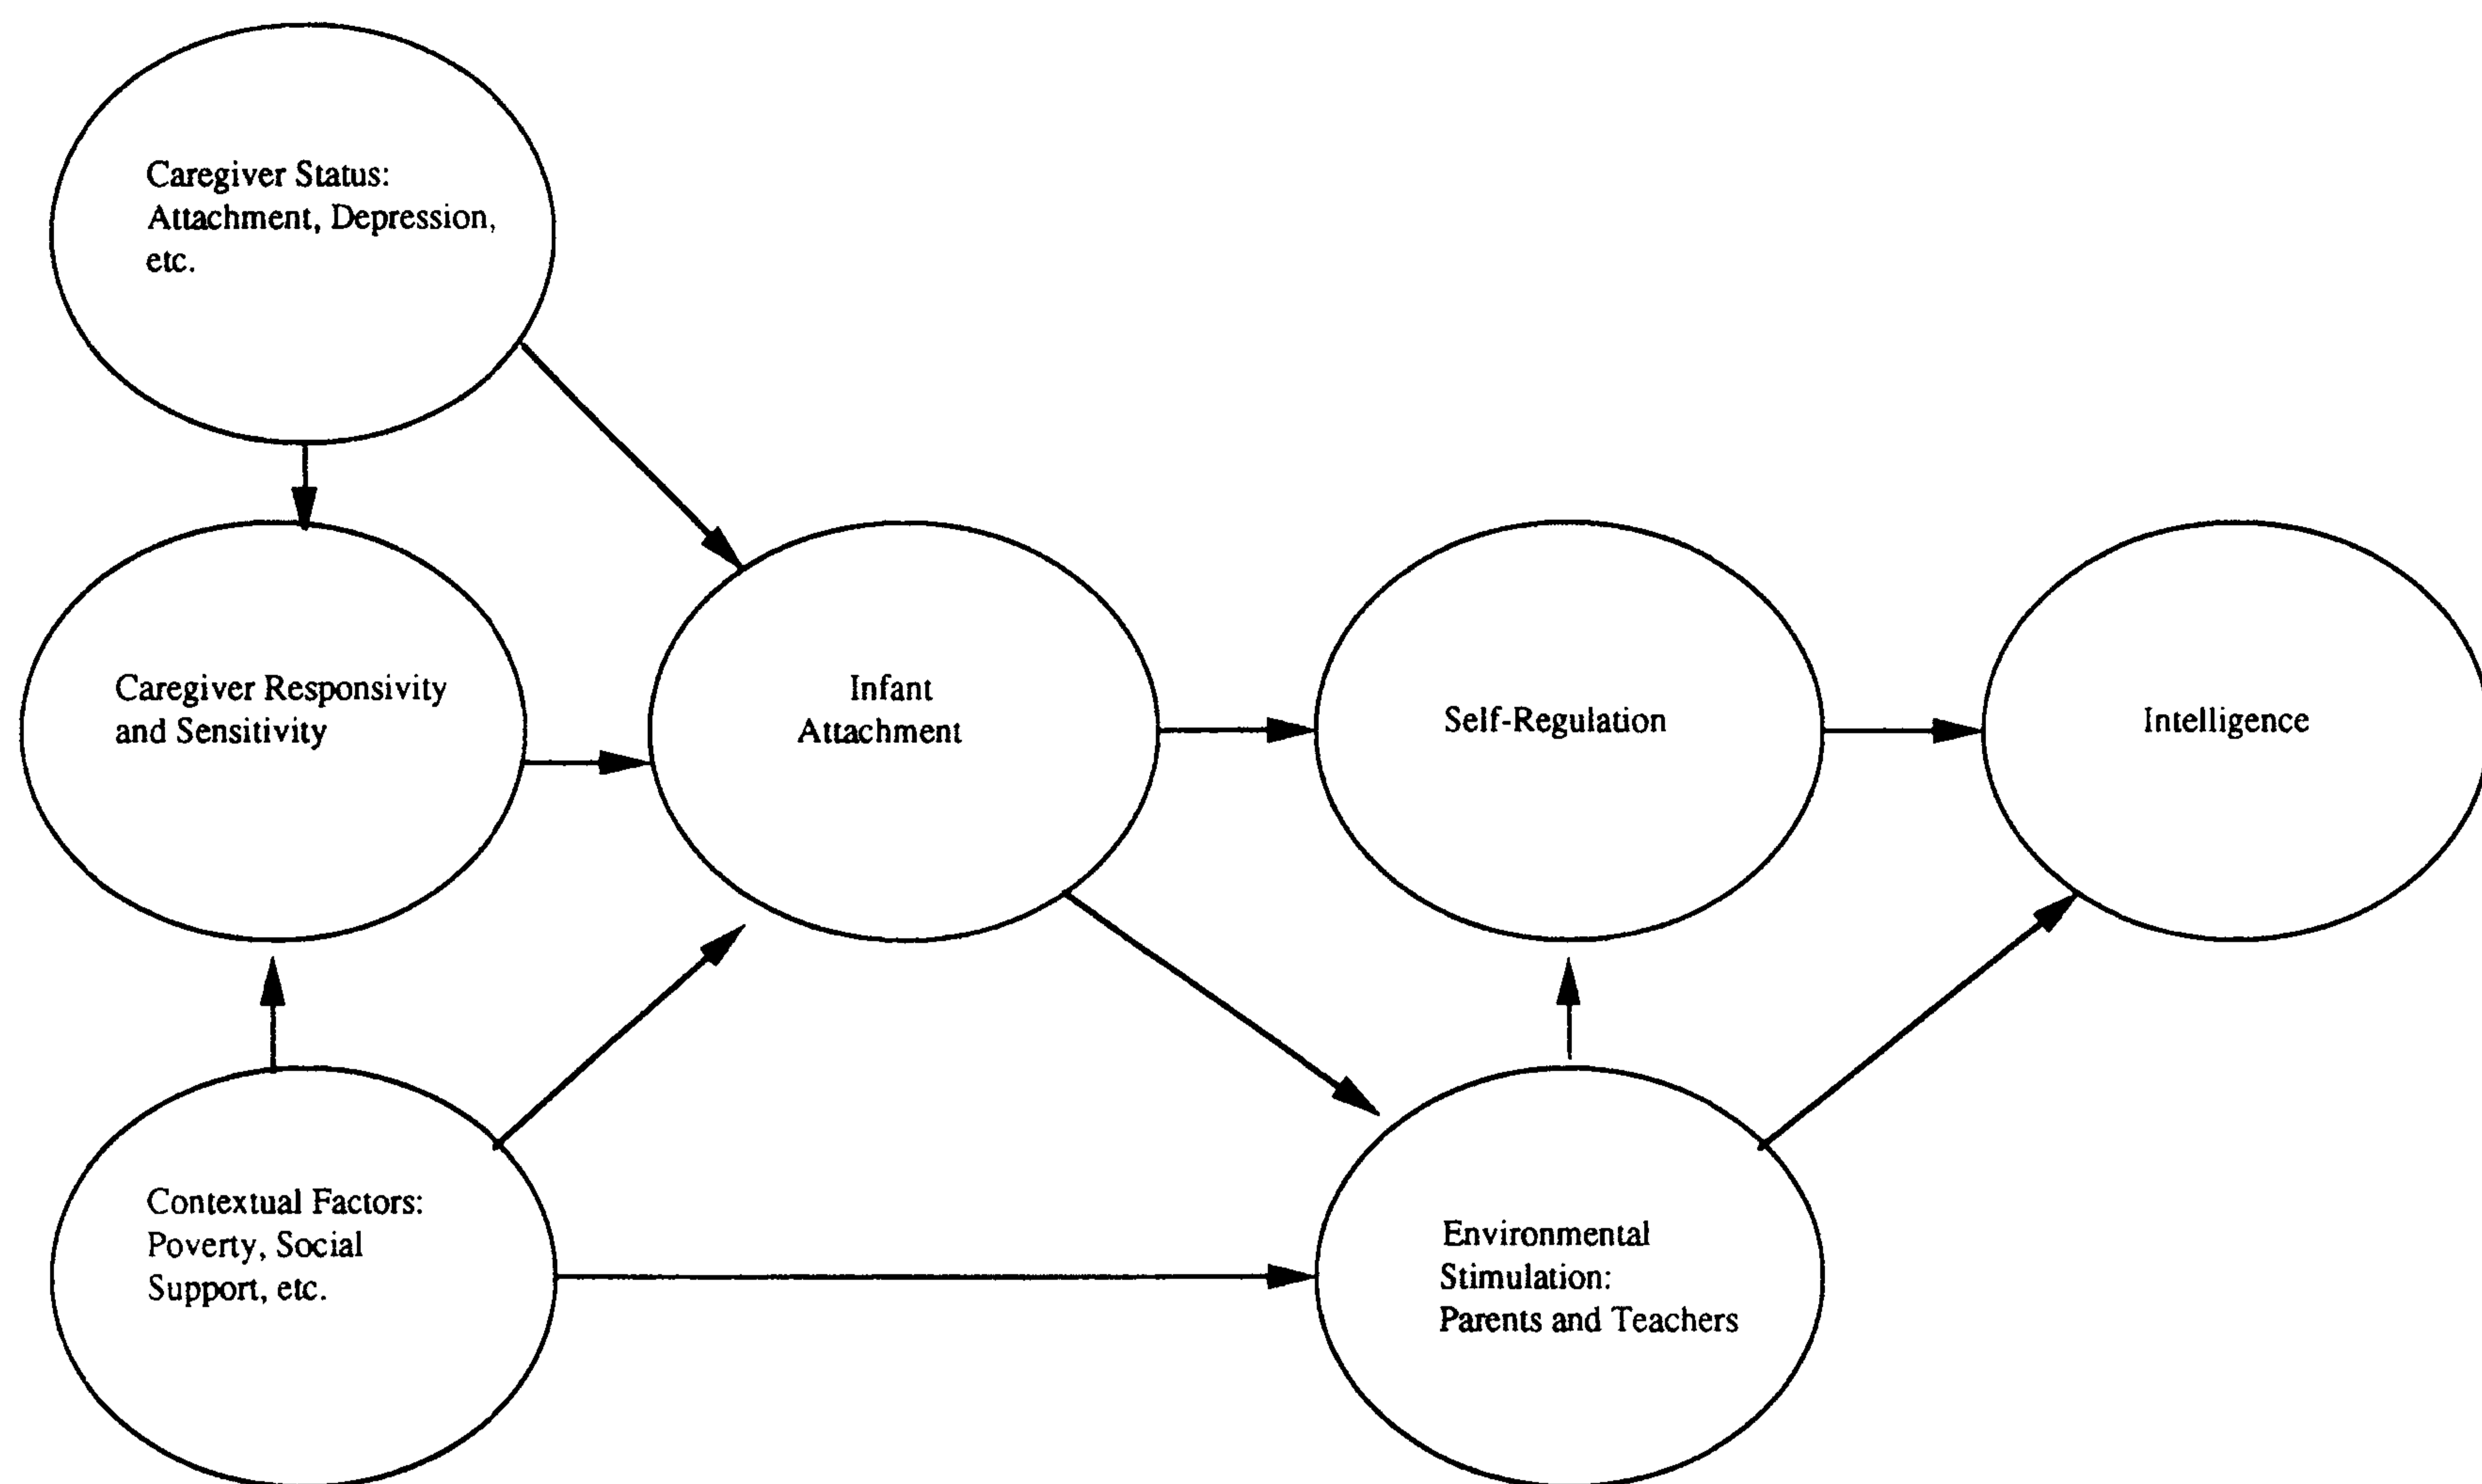 Caregiver Status:
Attachment, Depression,
etc.
Caregiver Responsivity
and Sensitivity
Infant
Attachment
Self-Regulation
Intelligence
Contextual Factors:
Poverty, Social
Support, etc.
Environmental
Stimulation:
Parents and Teachers